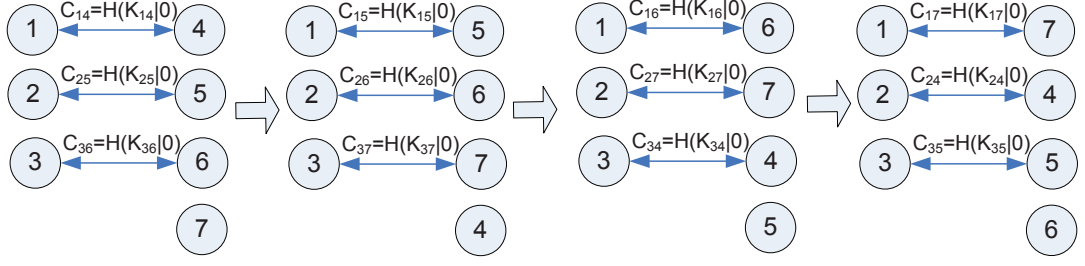 C₁₄=H(K₁₄|0) C₁₅=H(K₁₅|0) C₁₆=H(K₁₆|0) C₁₇=H(K₁₇|0)
1 4 1 5 1 6 1 7
C₂₅=H(K₂₅|0) C₂₆=H(K₂₆|0) C₂₇=H(K₂₇|0) C₂₄=H(K₂₄|0)
2 5 2 6 2 7 2 4
C₃₆=H(K₃₆|0) C₃₇=H(K₃₇|0) C₃₄=H(K₃₄|0) C₃₅=H(K₃₅|0)
3 6 3 7 3 4 3 5
7 4 5 6